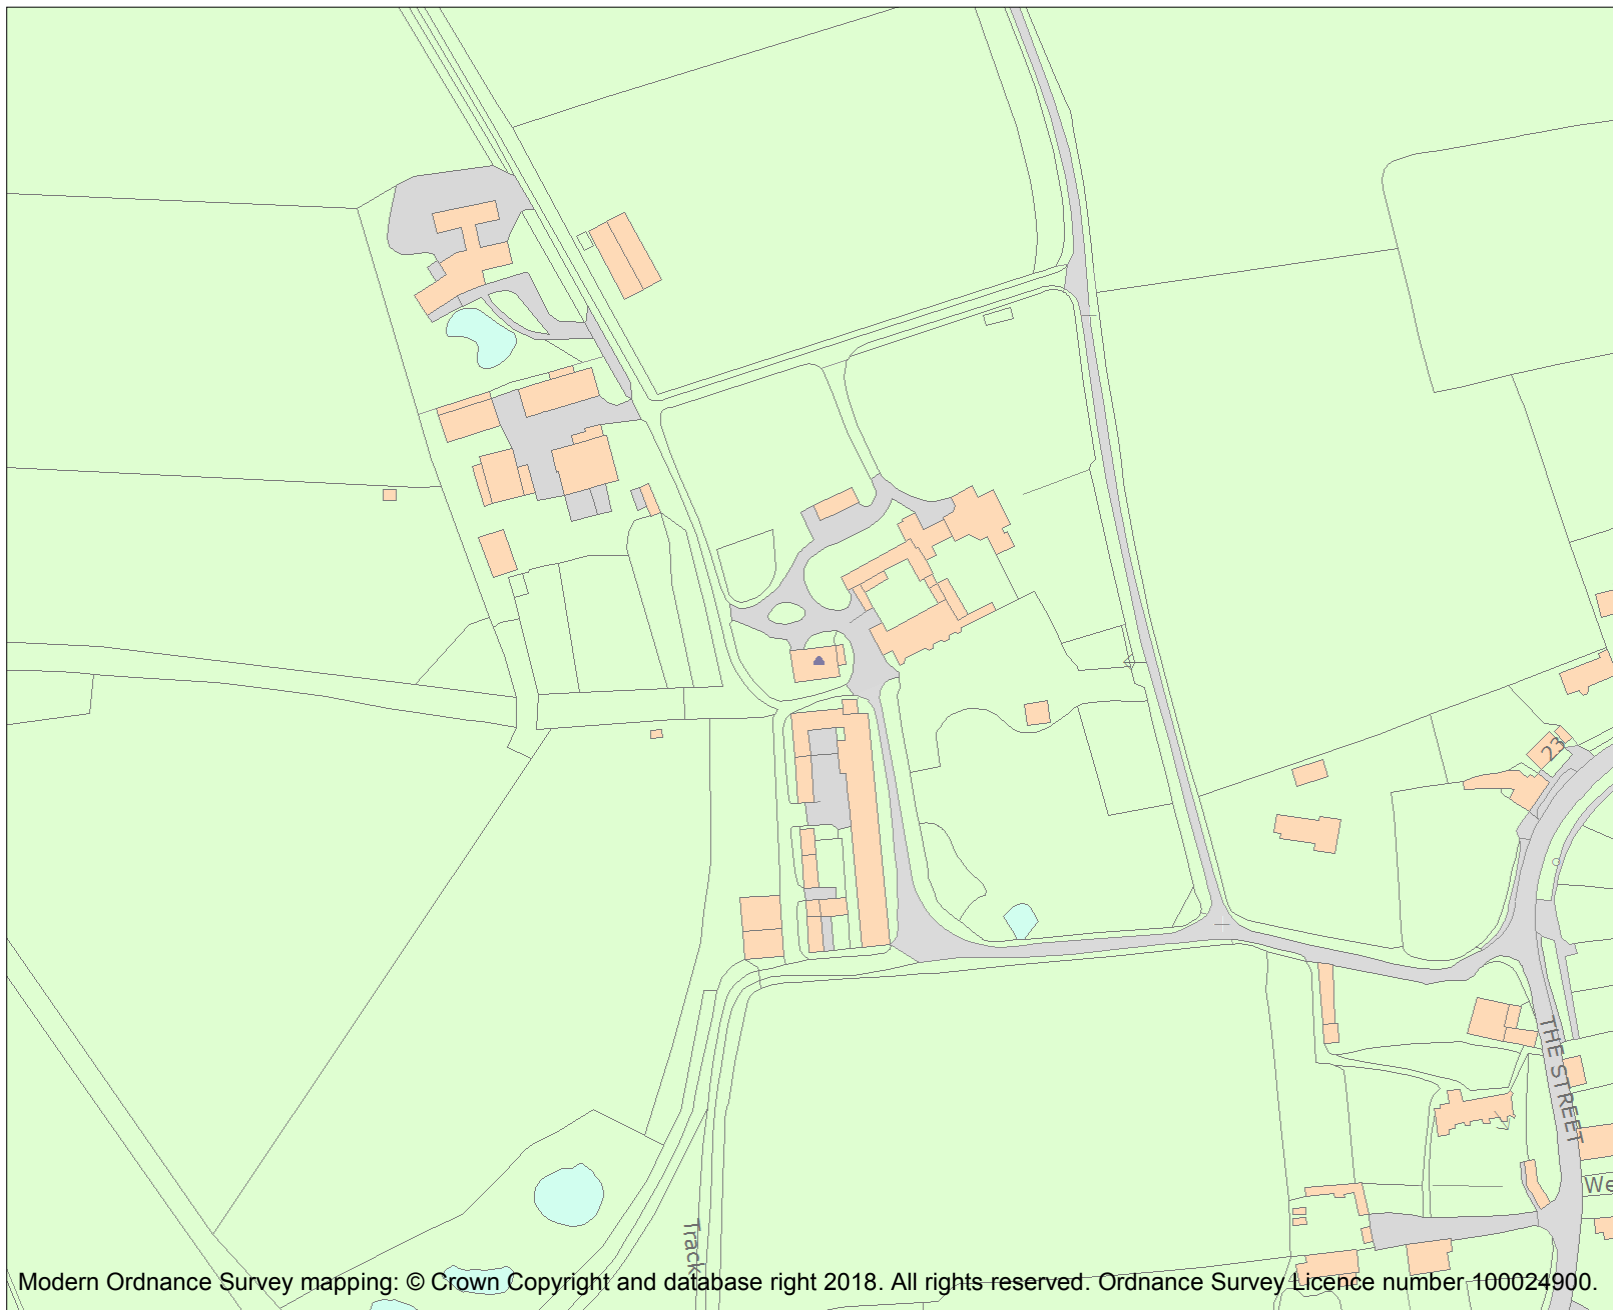 23
THE STREET
We
Track
Modern Ordnance Survey mapping: © Crown Copyright and database right 2018. All rights reserved. Ordnance Survey Licence number 100024900.